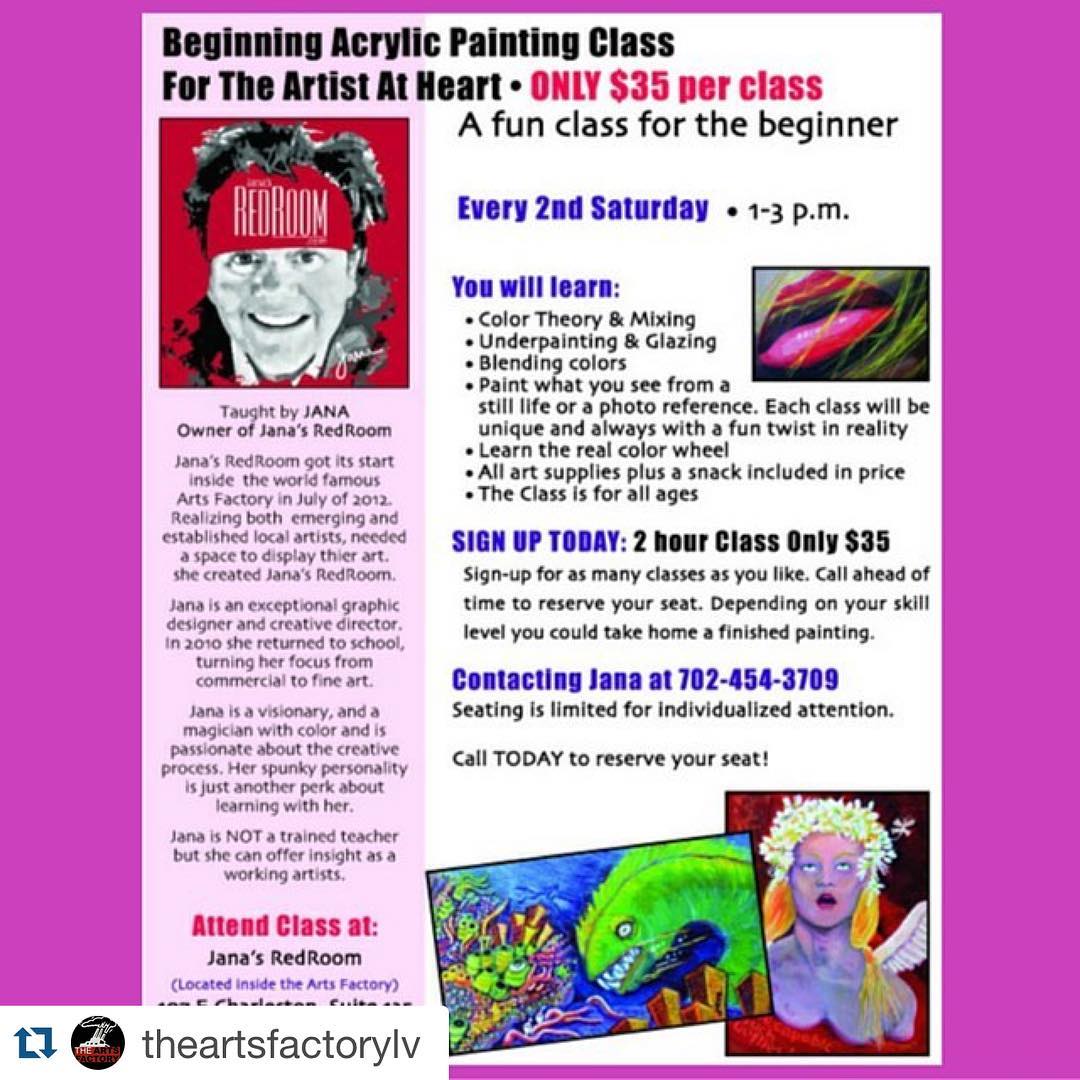 Beginning Acrylic Painting Class
For The Artist At Heart • ONLY $35 per class
A fun class for the beginner
REDROOM
Jana
Taught by JANA
Owner of Jana's RedRoom
Jana's RedRoom got its start
inside the world famous
Arts Factory in July of 2012.
Realizing both emerging and
established local artists, needed
a space to display thier art.
she created Jana's RedRoom.
Jana is an exceptional graphic
designer and creative director.
In 2010 she returned to school,
turning her focus from
commercial to fine art.
Jana is a visionary, and a
magician with color and is
passionate about the creative
process. Her spunky personality
is just another perk about
learning with her.
Jana is NOT a trained teacher
but she can offer insight as a
working artists.
Attend Class at:
Jana's RedRoom
(Located inside the Arts Factory)
Every 2nd Saturday • 1-3 p.m.
You will learn:
• Color Theory & Mixing
• Underpainting & Glazing
• Blending colors
• Paint what you see from a
still life or a photo reference. Each class will be
unique and always with a fun twist in reality
• Learn the real color wheel
• All art supplies plus a snack included in price
• The Class is for all ages
SIGN UP TODAY: 2 hour Class Only $35
Sign-up for as many classes as you like. Call ahead of
time to reserve your seat. Depending on your skill
level you could take home a finished painting.
Contacting Jana at 702-454-3709
Seating is limited for individualized attention.
Call TODAY to reserve your seat!
THE ARTS
FACTORY
theartsfactorylv